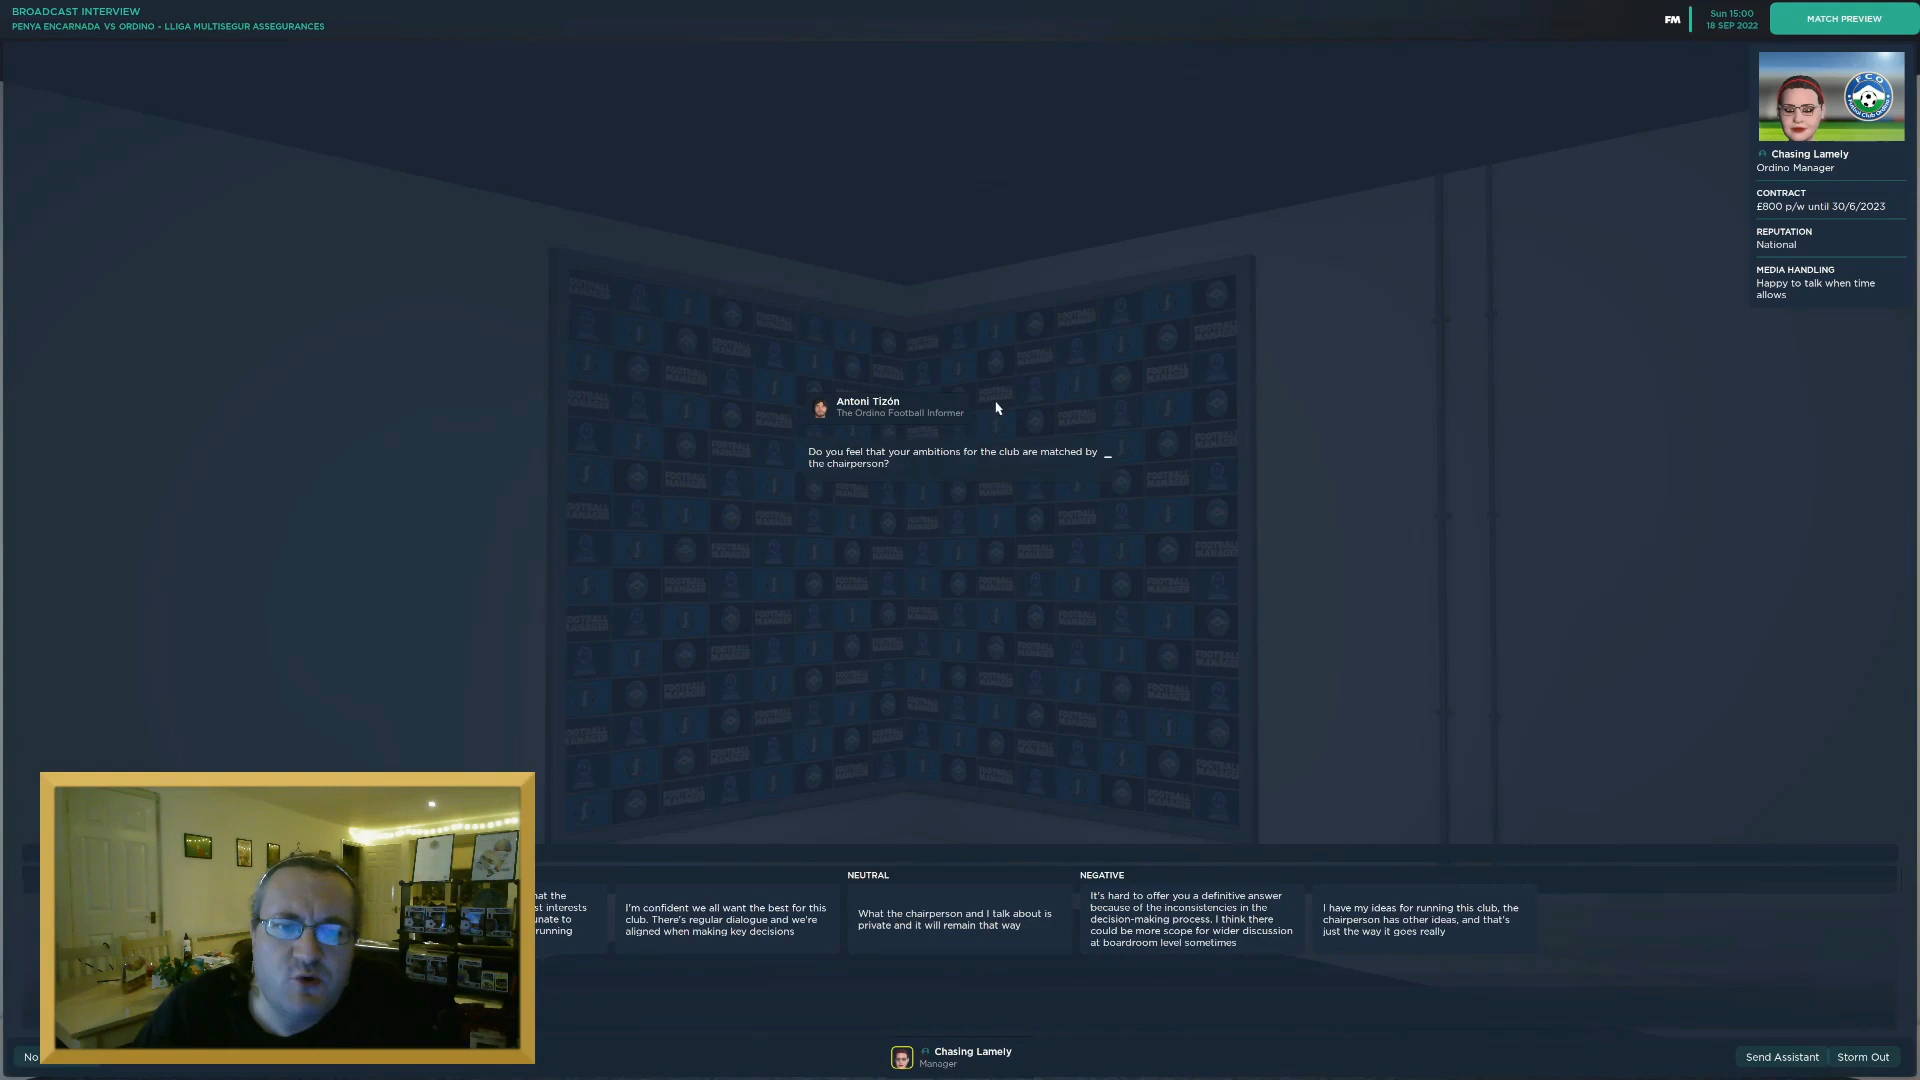 BROADCAST INTERVIEW
PENYA ENCARNADA VS ORDINO - LLIGA MULTISEGUR ASSEGURANCES
FM
Sun 15:00
18 SEP 2022
MATCH PREVIEW
Chasing Lamely
Ordino Manager
CONTRACT
£800 p/w until 30/6/2023
REPUTATION
National
MEDIA HANDLING
Happy to talk when time
allows
Antoni Tizón
The Ordino Football Informer
Do you feel that your ambitions for the club are matched by
the chairperson?
NEUTRAL
NEGATIVE
hat the
st interests
unate to
running
I'm confident we all want the best for this
club. There's regular dialogue and we're
aligned when making key decisions
What the chairperson and I talk about is
private and it will remain that way
It's hard to offer you a definitive answer
because of the inconsistencies in the
decision-making process. I think there
could be more scope for wider discussion
at boardroom level sometimes
I have my ideas for running this club, the
chairperson has other ideas, and that's
just the way it goes really
No
Chasing Lamely
Manager
Send Assistant
Storm Out